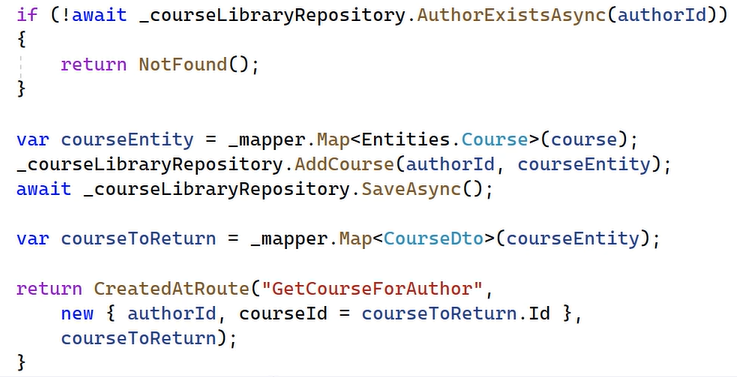 if (!await _courseLibraryRepository.AuthorExistsAsync(authorId))
{
    return NotFound();
}

var courseEntity = _mapper.Map<Entities.Course>(course);
_courseLibraryRepository.AddCourse(authorId, courseEntity);
await _courseLibraryRepository.SaveAsync();

var courseToReturn = _mapper.Map<CourseDto>(courseEntity);

return CreatedAtRoute("GetCourseForAuthor",
    new { authorId, courseId = courseToReturn.Id },
    courseToReturn);
}